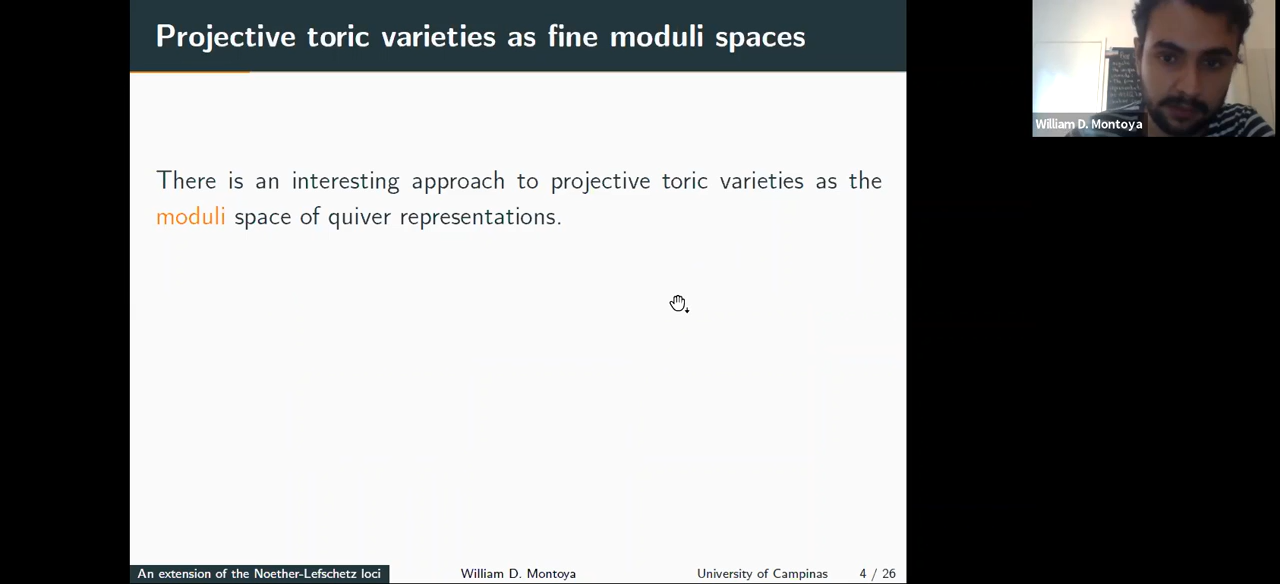 Projective toric varieties as fine moduli spaces
There is an interesting approach to projective toric varieties as the
moduli space of quiver representations.
An extension of the Noether-Lefschetz loci William D. Montoya University of Campinas 4 / 26
William D. Montoya